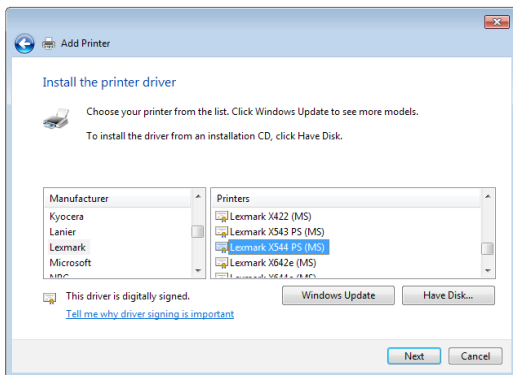 Add Printer
Install the printer driver
Choose your printer from the list. Click Windows Update to see more models.
To install the driver from an installation CD, click Have Disk.
Manufacturer
Kyocera
Lanier
Lexmark
Microsoft
Printers
Lexmark X422 (MS)
Lexmark X543 PS (MS)
Lexmark X544 PS (MS)
Lexmark X642e (MS)
This driver is digitally signed.
Tell me why driver signing is important
Windows Update
Have Disk...
Next
Cancel